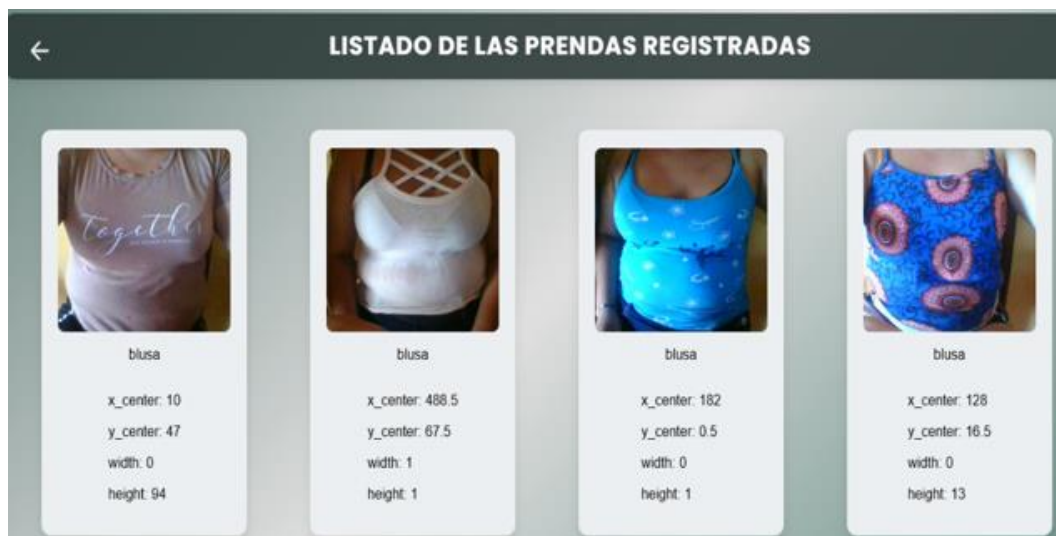 LISTADO DE LAS PRENDAS REGISTRADAS
Together
blusa
x_center: 10
y_center: 47
width: 0
height: 94
blusa
x_center: 488.5
y_center: 67.5
width: 1
height: 1
blusa
x_center: 182
y_center: 0.5
width: 0
height: 1
blusa
x_center: 128
y_center: 16.5
width: 0
height: 13